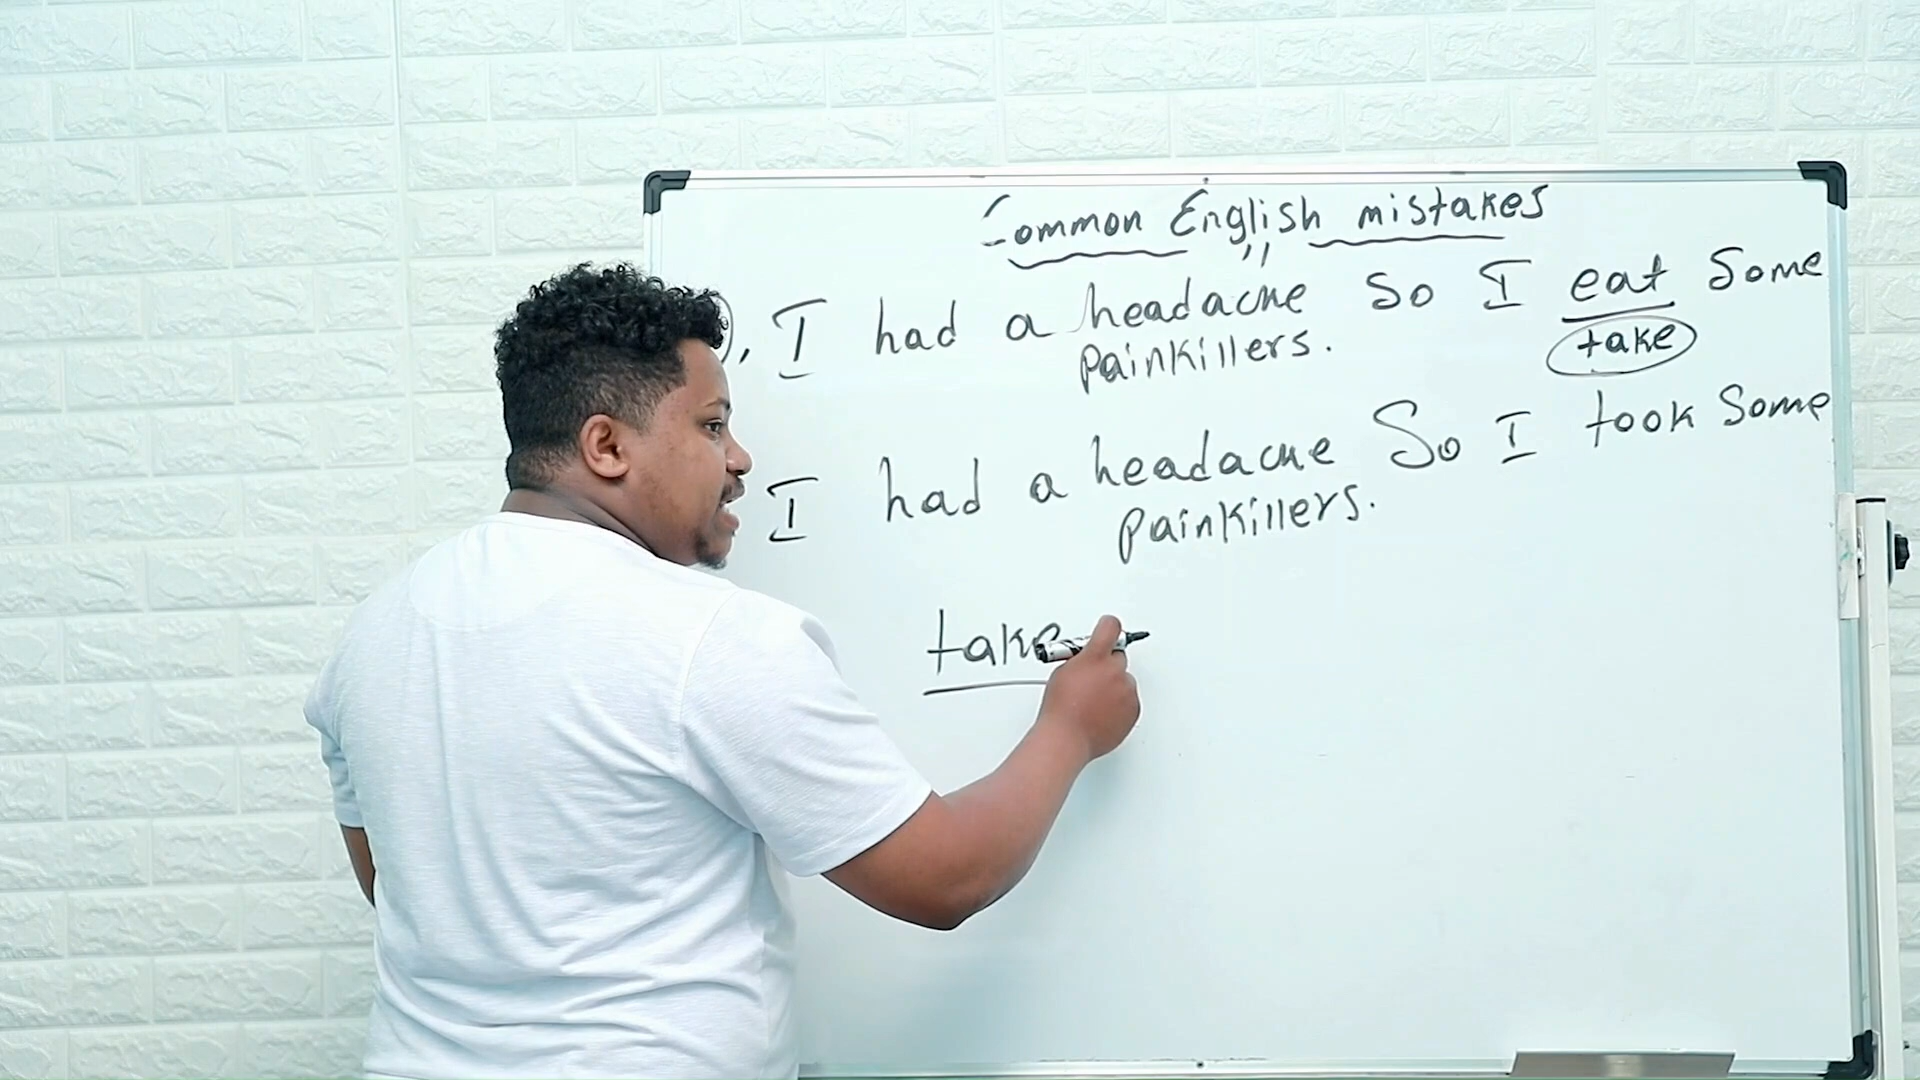 Common English mistakes
), I had a headache so I eat some
take
painkillers.
I had a headache So I took Some
painkillers.
take